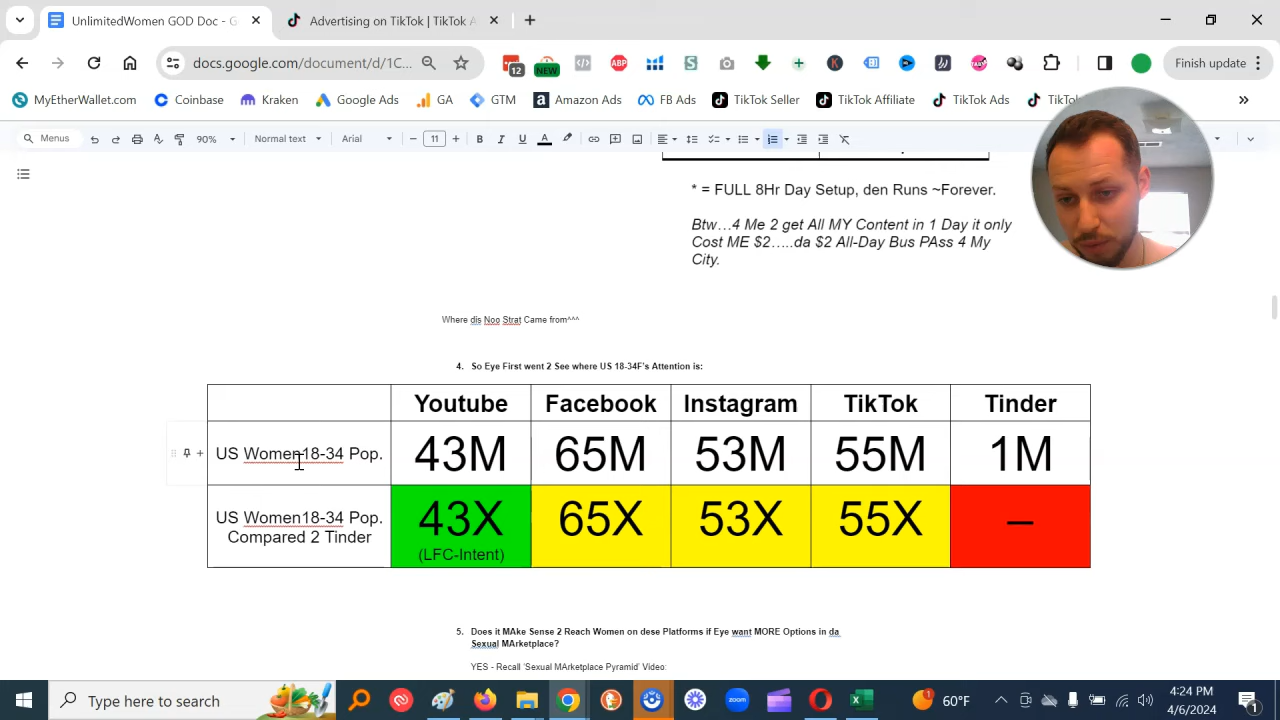 UnlimitedWomen GOD Doc - G
Advertising on TikTok | TikTok A
docs.google.com/document/d/1C...
12
NEW
ABP
Finish update
MyEtherWallet.com
Coinbase
Kraken
Google Ads
GA
GTM
Amazon Ads
FB Ads
TikTok Seller
TikTok Affiliate
TikTok Ads
TikTo
Menus
90%
Normal text
Arial
11
* = FULL 8Hr Day Setup, den Runs ~Forever.
Btw…4 Me 2 get All MY Content in 1 Day it only
Cost ME $2…..da $2 All-Day Bus PAss 4 My
City.
Where dis Noo Strat Came from^^^
4. So Eye First went 2 See where US 18-34F's Attention is:
Youtube Facebook Instagram TikTok Tinder
US Women18-34 Pop. 43M 65M 53M 55M 1M
US Women18-34 Pop.
Compared 2 Tinder 43X 65X 53X 55X –
(LFC-Intent)
5. Does it MAke Sense 2 Reach Women on dese Platforms if Eye want MORE Options in da
Sexual MArketplace?
YES - Recall 'Sexual MArketplace Pyramid' Video:
Type here to search
zoom
1
60°F
4:24 PM
4/6/2024
1